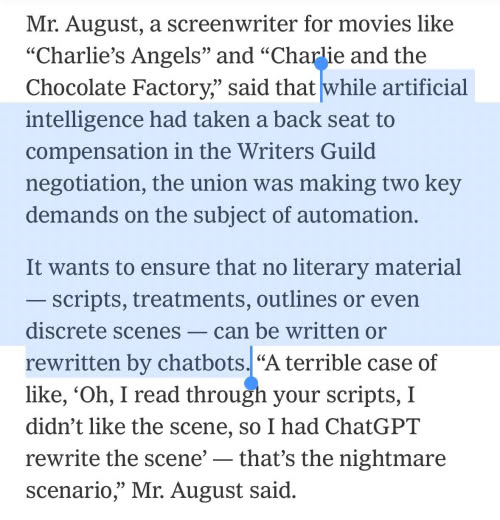 Mr. August, a screenwriter for movies like
“Charlie’s Angels” and “Charlie and the
Chocolate Factory,” said that while artificial
intelligence had taken a back seat to
compensation in the Writers Guild
negotiation, the union was making two key
demands on the subject of automation.
It wants to ensure that no literary material
— scripts, treatments, outlines or even
discrete scenes — can be written or
rewritten by chatbots. “A terrible case of
like, ‘Oh, I read through your scripts, I
didn’t like the scene, so I had ChatGPT
rewrite the scene’ — that’s the nightmare
scenario,” Mr. August said.